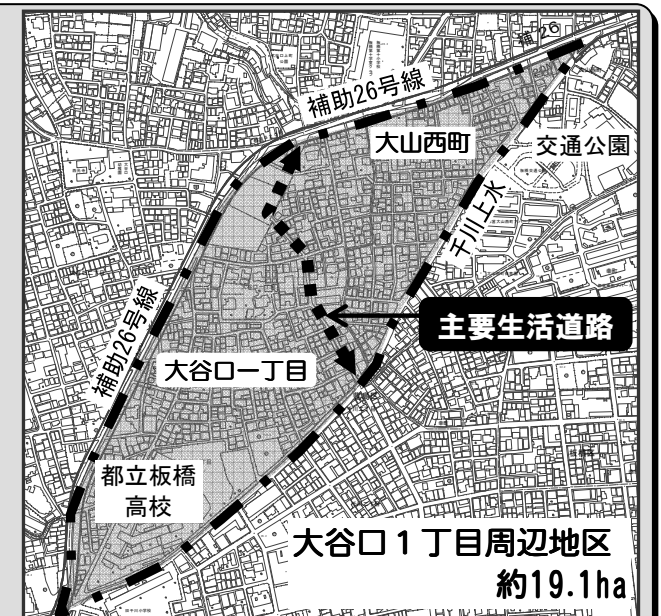 補助26
補助26号線
大山西町
交通公園
千川上水
主要生活道路
補助26号線
大谷口一丁目
都立板橋
高校
大谷口１丁目周辺地区
約19.1ha